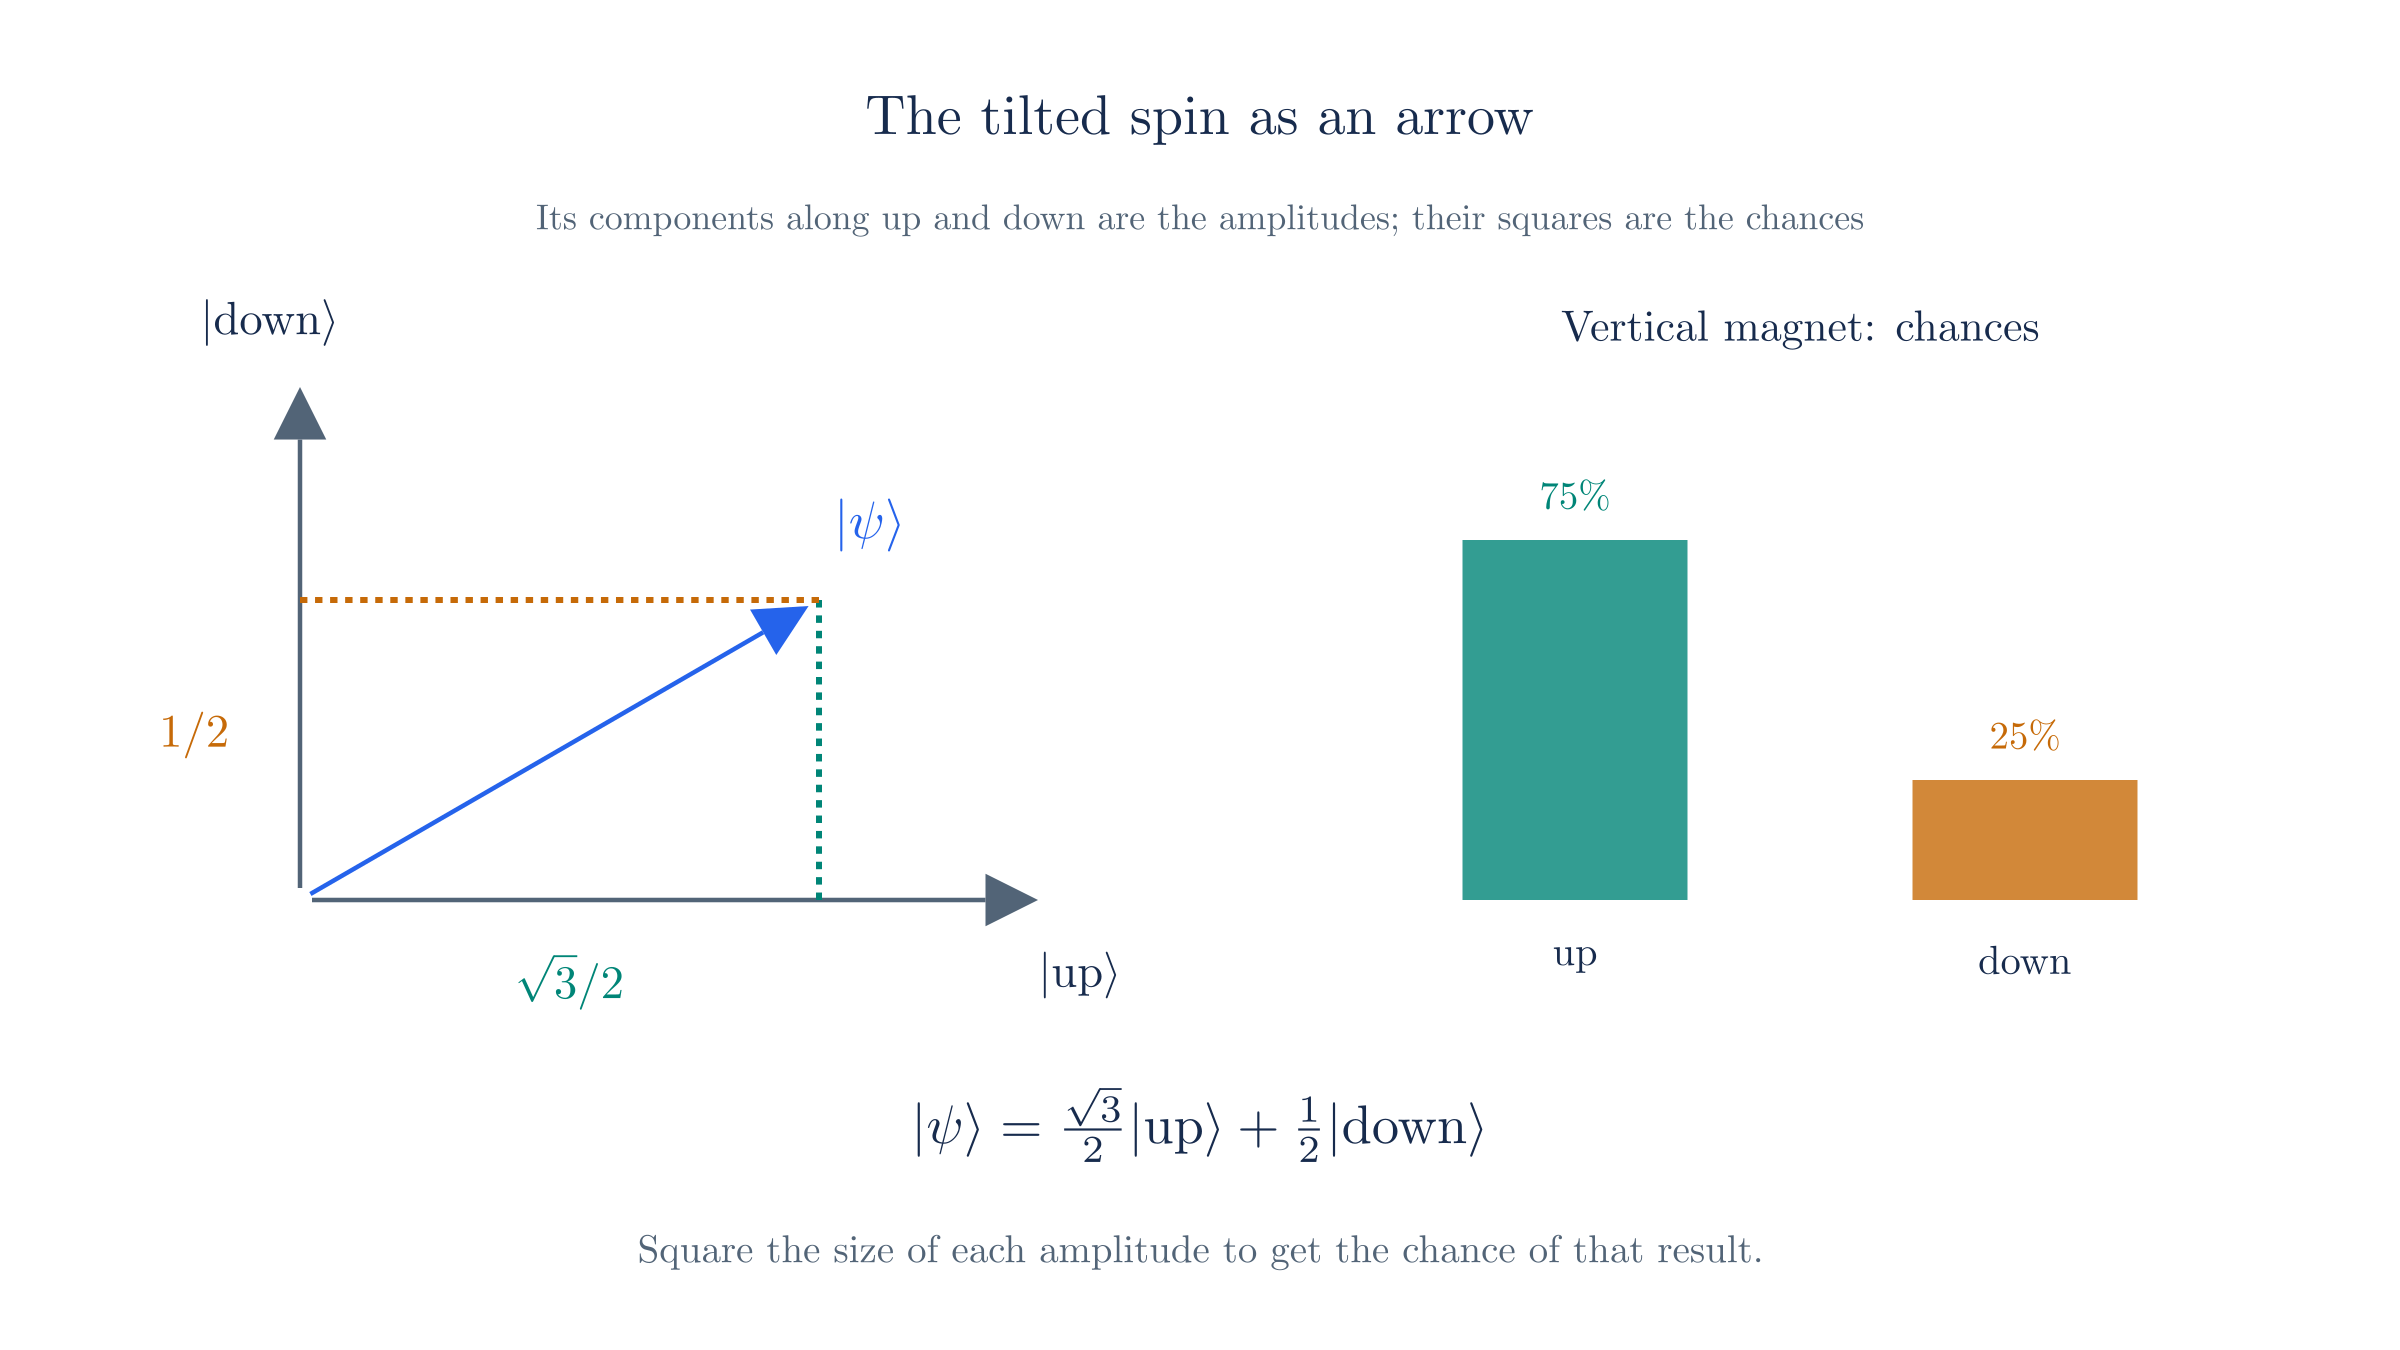 The tilted spin as an arrow
Its components along up and down are the amplitudes; their squares are the chances
|down⟩
Vertical magnet: chances
|ψ⟩
75%
1/2
25%
√3/2
|up⟩
up
down
|ψ⟩ = √3/2|up⟩ + 1/2|down⟩
Square the size of each amplitude to get the chance of that result.